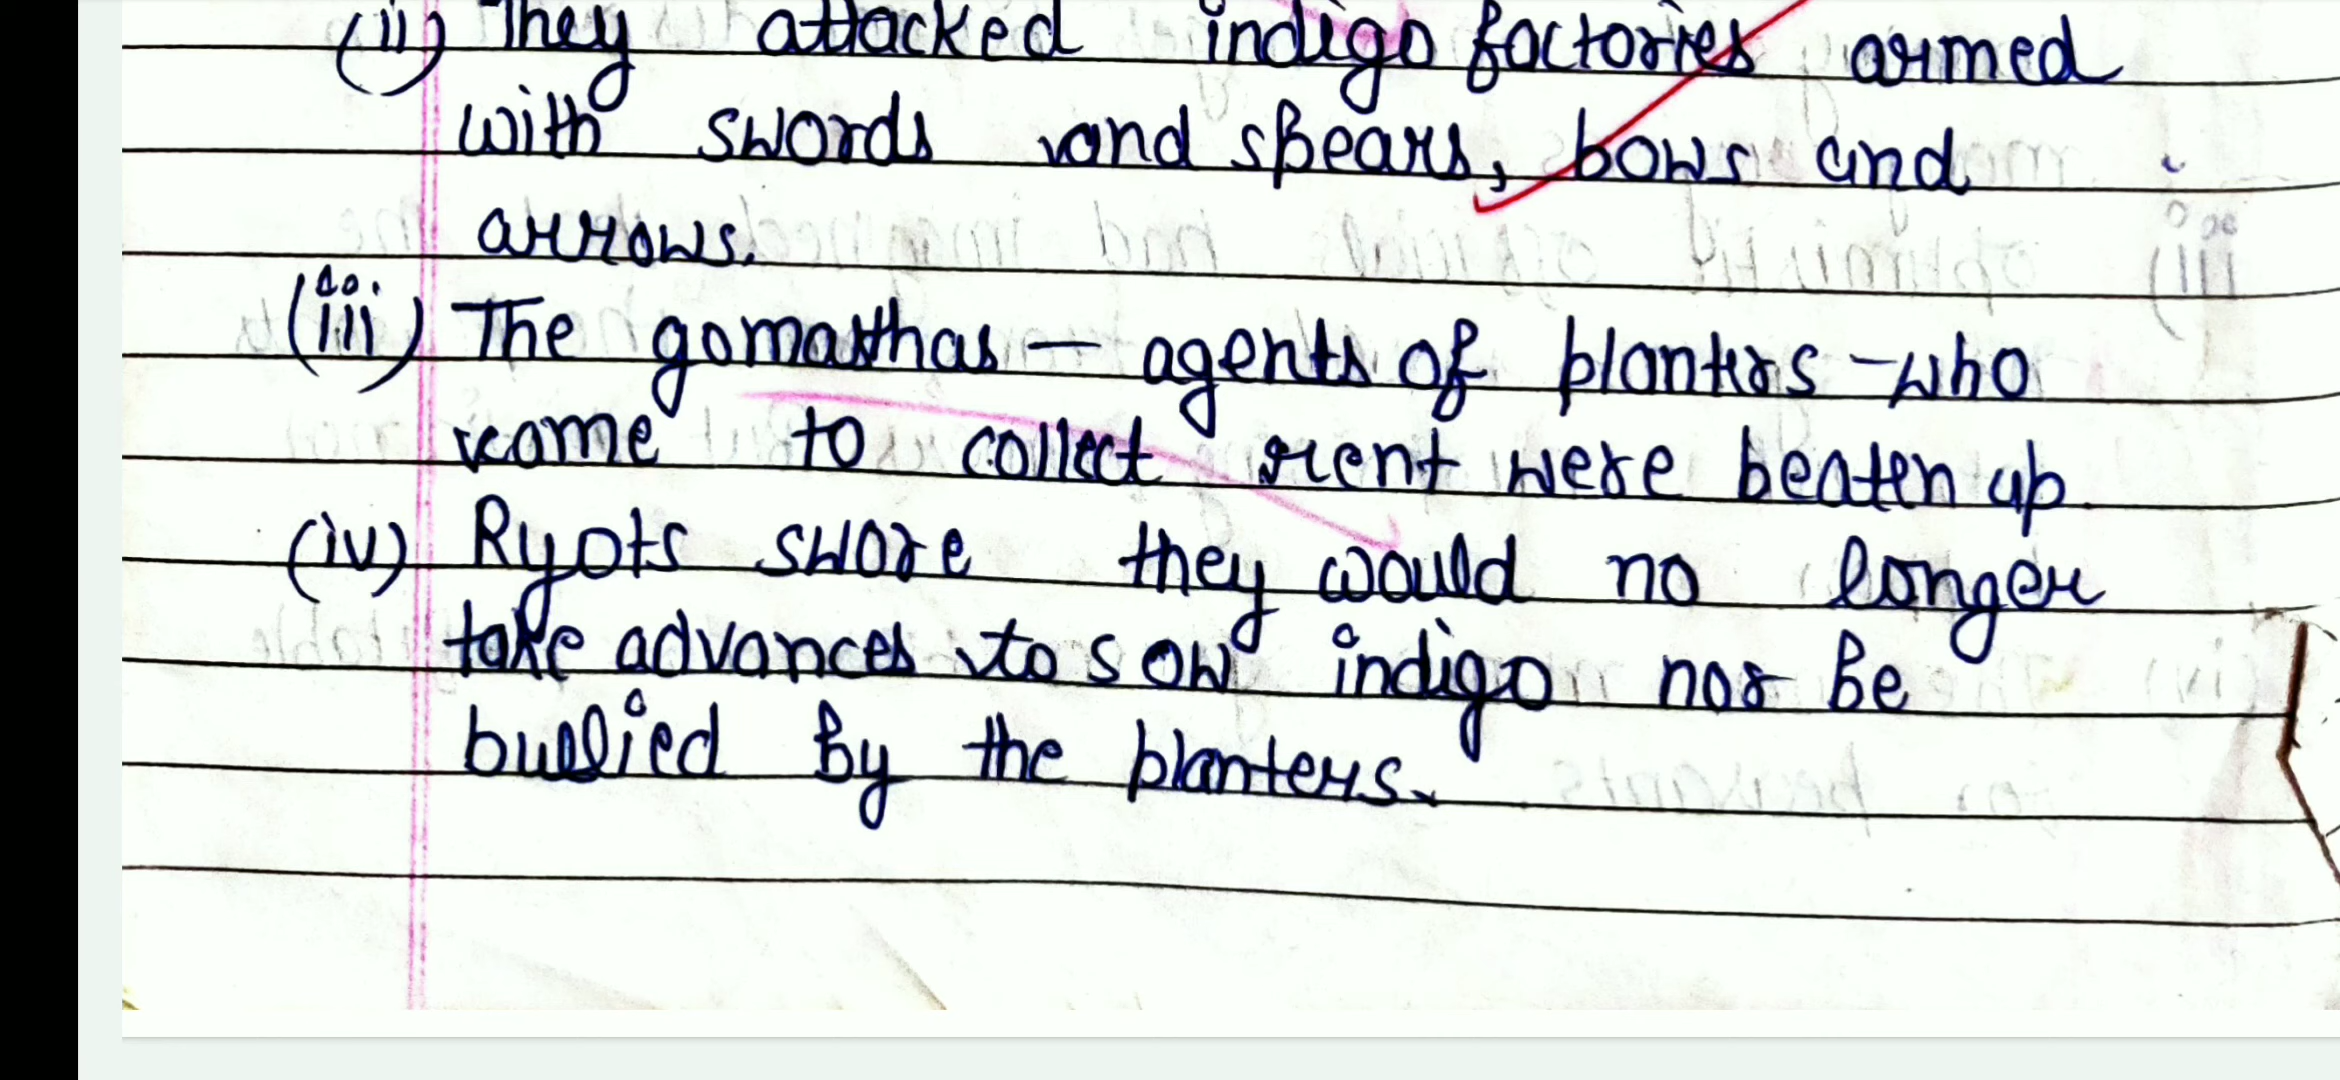 (ii) They attacked indigo factories armed
with swords and spears, bows and
arrows.
(iii) The gomasthas — agents of planters - who
came to collect rent were beaten up.
(iv) Ryots swore they would no longer
take advances to sow indigo nor be
bullied by the planters.